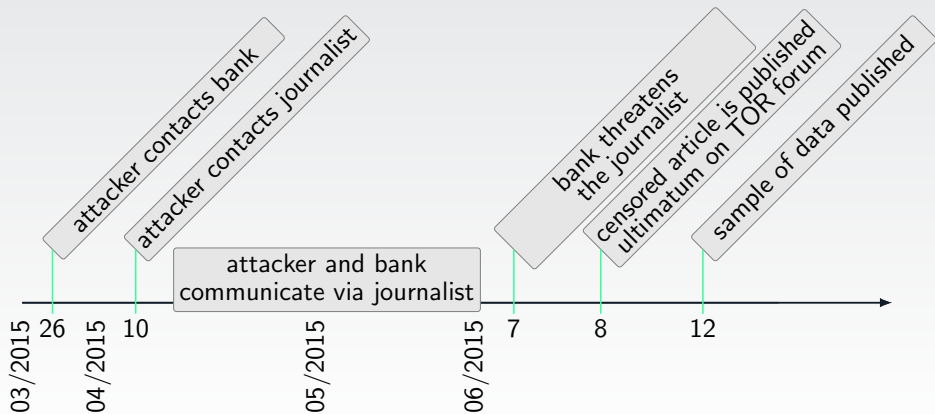 attacker contacts bank
attacker contacts journalist
attacker and bank
communicate via journalist
bank threatens
the journalist
censored article is published
ultimatum on TOR forum
sample of data published
03/2015
26
04/2015
10
05/2015
06/2015
7
8
12